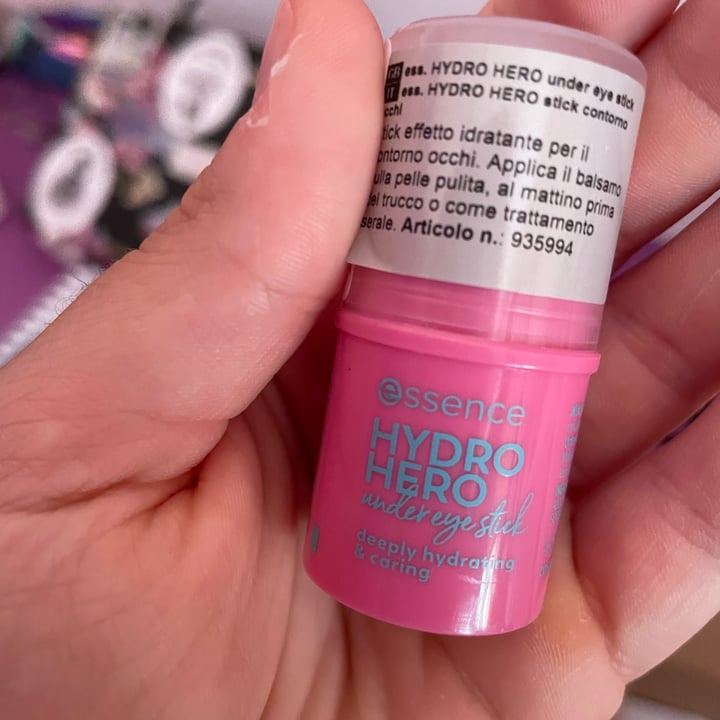 GB ess. HYDRO HERO under eye stick
IT ess. HYDRO HERO stick contorno
cchi
tick effetto idratante per il
ontorno occhi. Applica il balsamo
ulla pelle pulita, al mattino prima
el trucco o come trattamento
serale. Articolo n.: 935994
essence
HYDRO
HERO
under eye stick
deeply hydrating
& caring